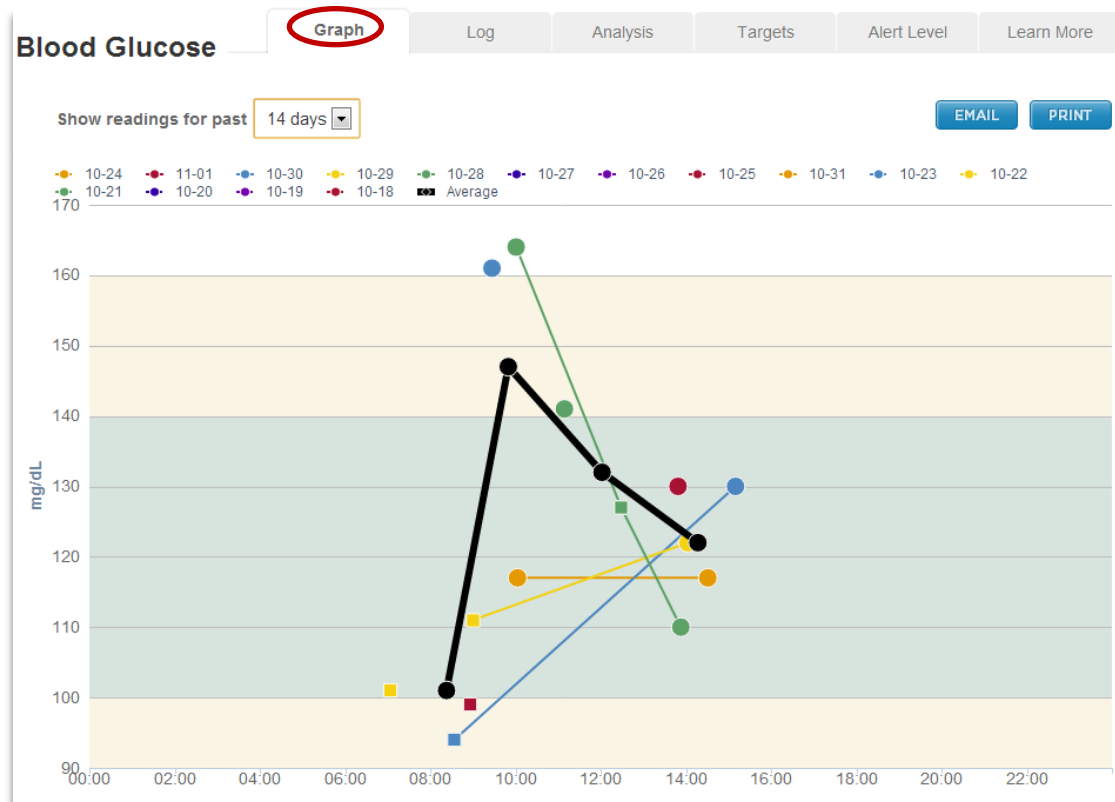 Blood Glucose
Graph Log Analysis Targets Alert Level Learn More
Show readings for past 14 days EMAIL PRINT
10-24 11-01 10-30 10-29 10-28 10-27 10-26 10-25 10-31 10-23 10-22
10-21 10-20 10-19 10-18 Average
170
160
150
140
130
120
110
100
90
mg/dL
00:00 02:00 04:00 06:00 08:00 10:00 12:00 14:00 16:00 18:00 20:00 22:00